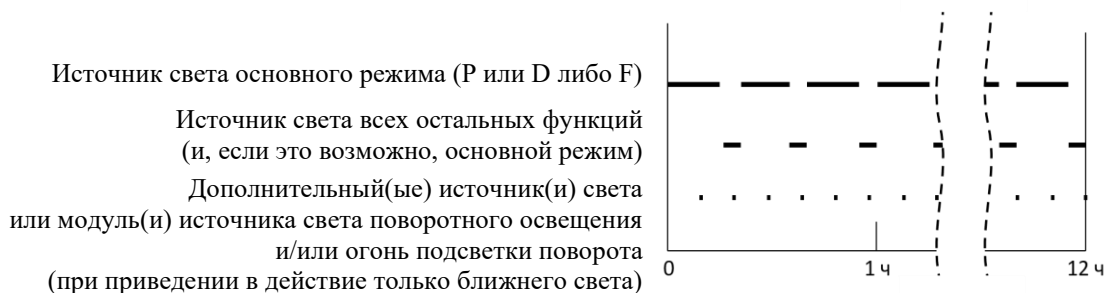 Источник света основного режима (P или D либо F)
Источник света всех остальных функций
(и, если это возможно, основной режим)
Дополнительный(ые) источник(и) света
или модуль(и) источника света поворотного освещения
и/или огонь подсветки поворота
(при приведении в действие только ближнего света)
0
1 ч
12 ч